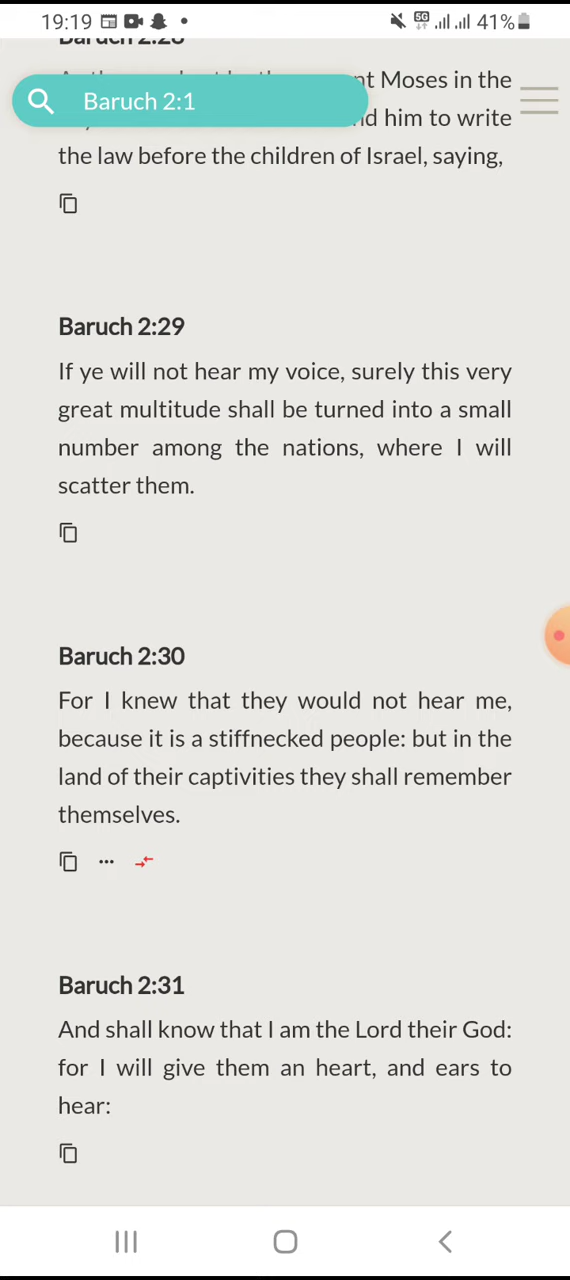 19:19 5G 41%
Baruch 2:28
nt Moses in the
Baruch 2:1
d him to write
the law before the children of Israel, saying,
Baruch 2:29
If ye will not hear my voice, surely this very
great multitude shall be turned into a small
number among the nations, where I will
scatter them.
Baruch 2:30
For I knew that they would not hear me,
because it is a stiffnecked people: but in the
land of their captivities they shall remember
themselves.
Baruch 2:31
And shall know that I am the Lord their God:
for I will give them an heart, and ears to
hear: